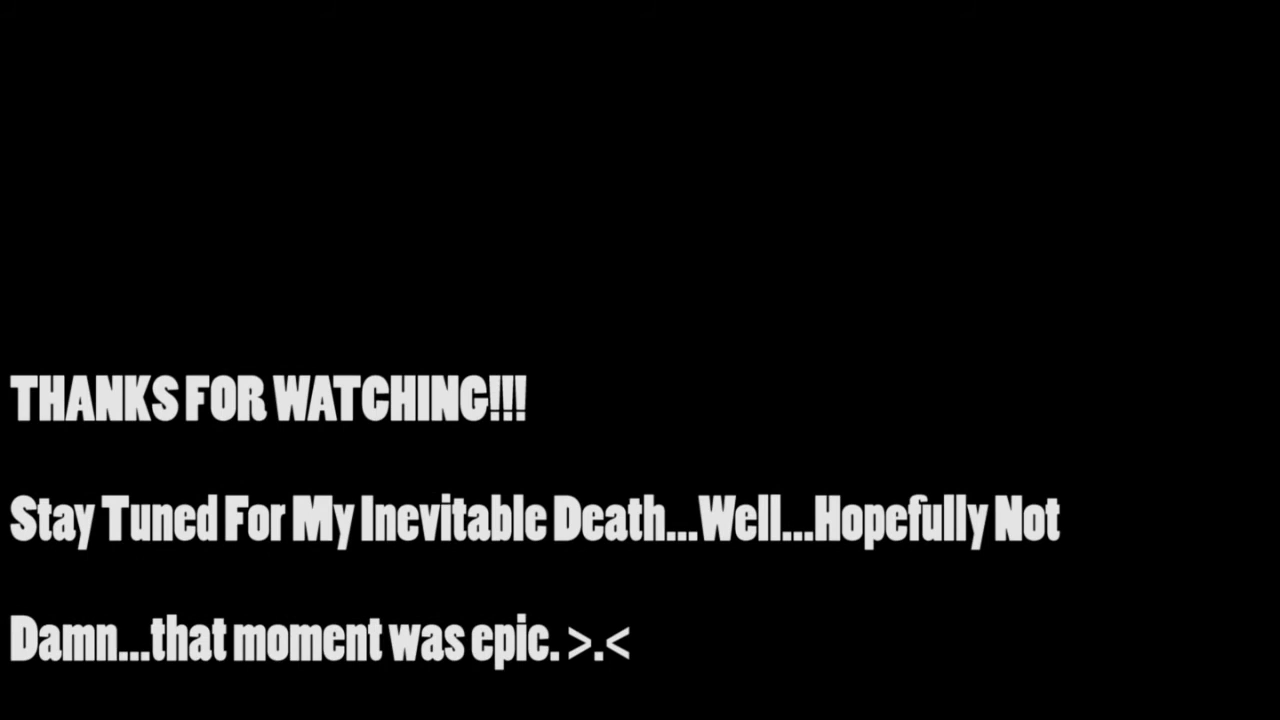 THANKS FOR WATCHING!!!
Stay Tuned For My Inevitable Death...Well...Hopefully Not
Damn...that moment was epic. >.<